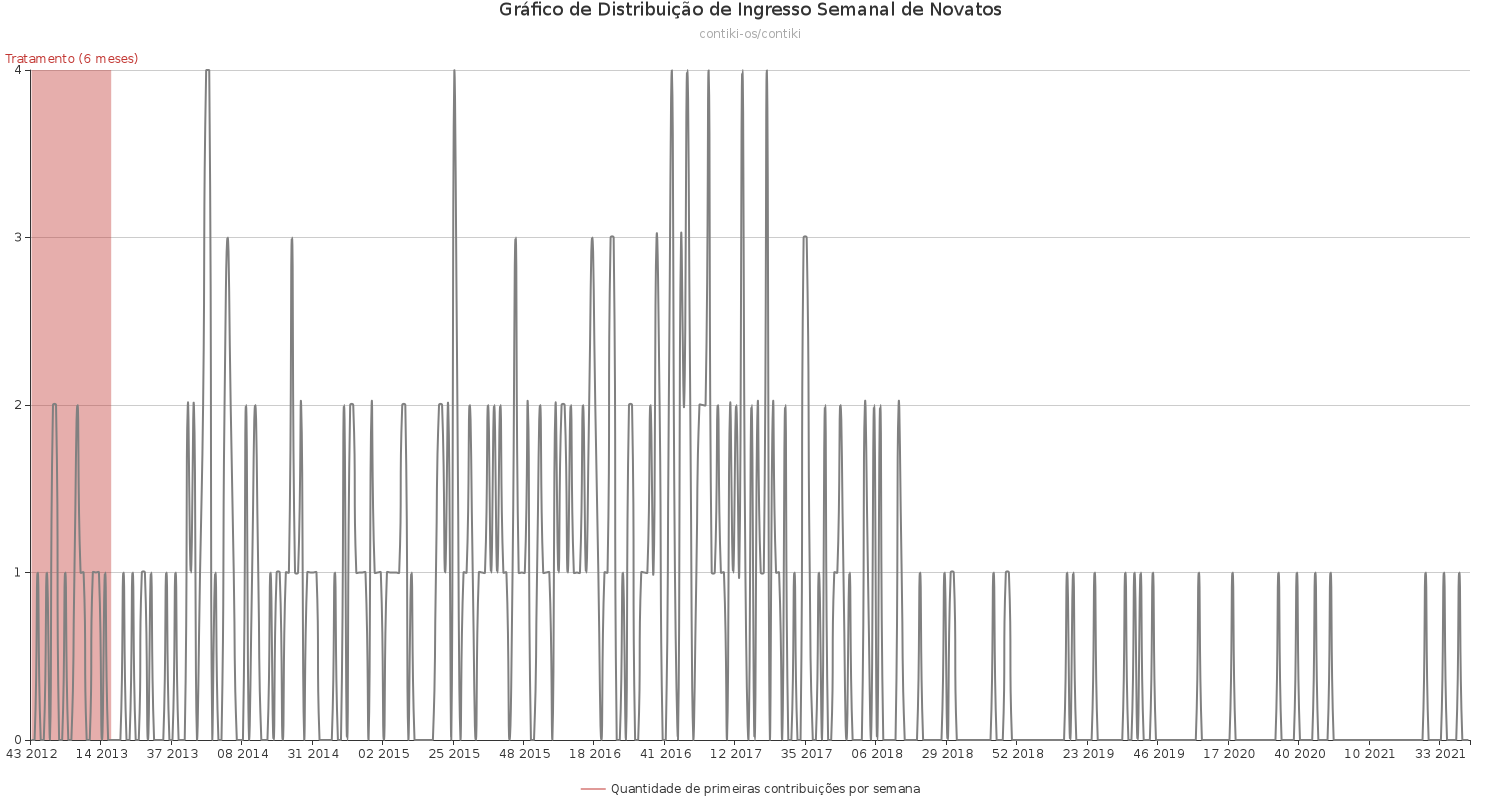 Gráfico de Distribuição de Ingresso Semanal de Novatos
contiki-os/contiki
Tratamento (6 meses)
4
3
2
1
0
43 2012 14 2013 37 2013 08 2014 31 2014 02 2015 25 2015 48 2015 18 2016 41 2016 12 2017 35 2017 06 2018 29 2018 52 2018 23 2019 46 2019 17 2020 40 2020 10 2021 33 2021
Quantidade de primeiras contribuições por semana